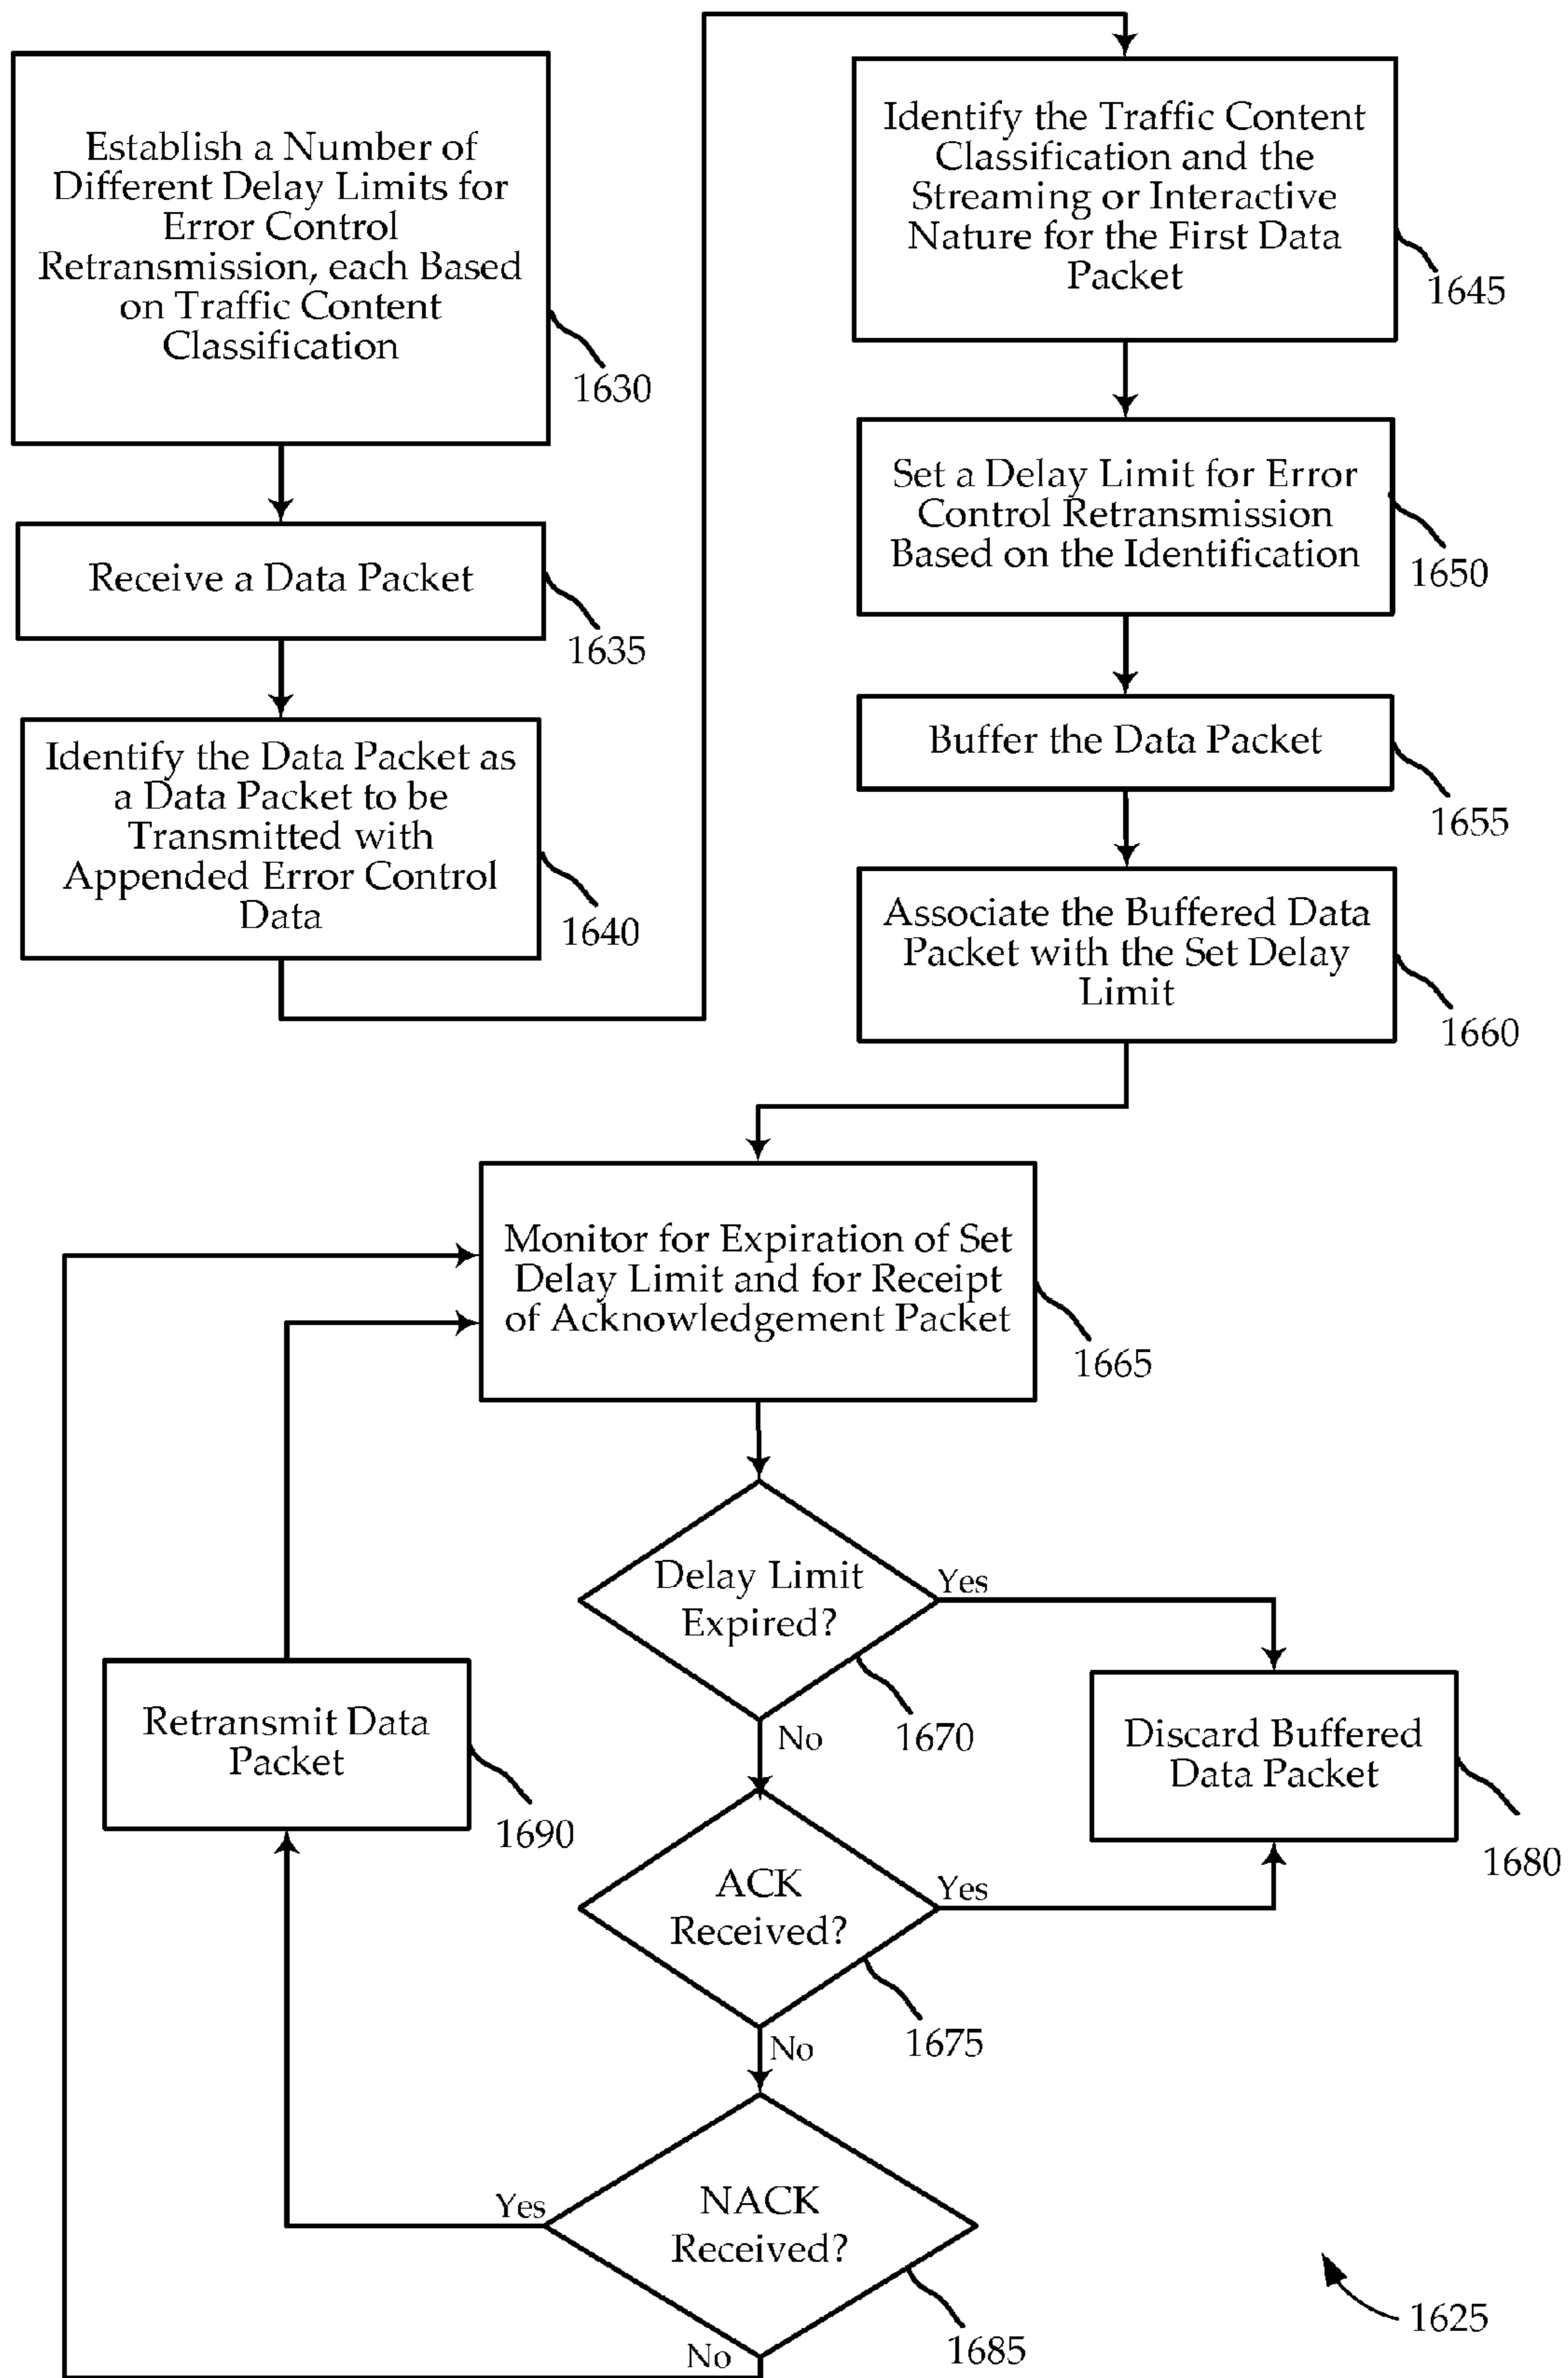 Establish a Number of
Different Delay Limits for
Error Control
Retransmission, each Based
on Traffic Content
Classification
1630
Receive a Data Packet
1635
Identify the Data Packet as
a Data Packet to be
Transmitted with
Appended Error Control
Data
1640
Identify the Traffic Content
Classification and the
Streaming or Interactive
Nature for the First Data
Packet
1645
Set a Delay Limit for Error
Control Retransmission
Based on the Identification
1650
Buffer the Data Packet
1655
Associate the Buffered Data
Packet with the Set Delay
Limit
1660
Monitor for Expiration of Set
Delay Limit and for Receipt
of Acknowledgement Packet
1665
Delay Limit
Expired?
Yes
No
1670
Discard Buffered
Data Packet
1680
ACK
Received?
Yes
No
1675
NACK
Received?
Yes
No
1685
Retransmit Data
Packet
1690
1625